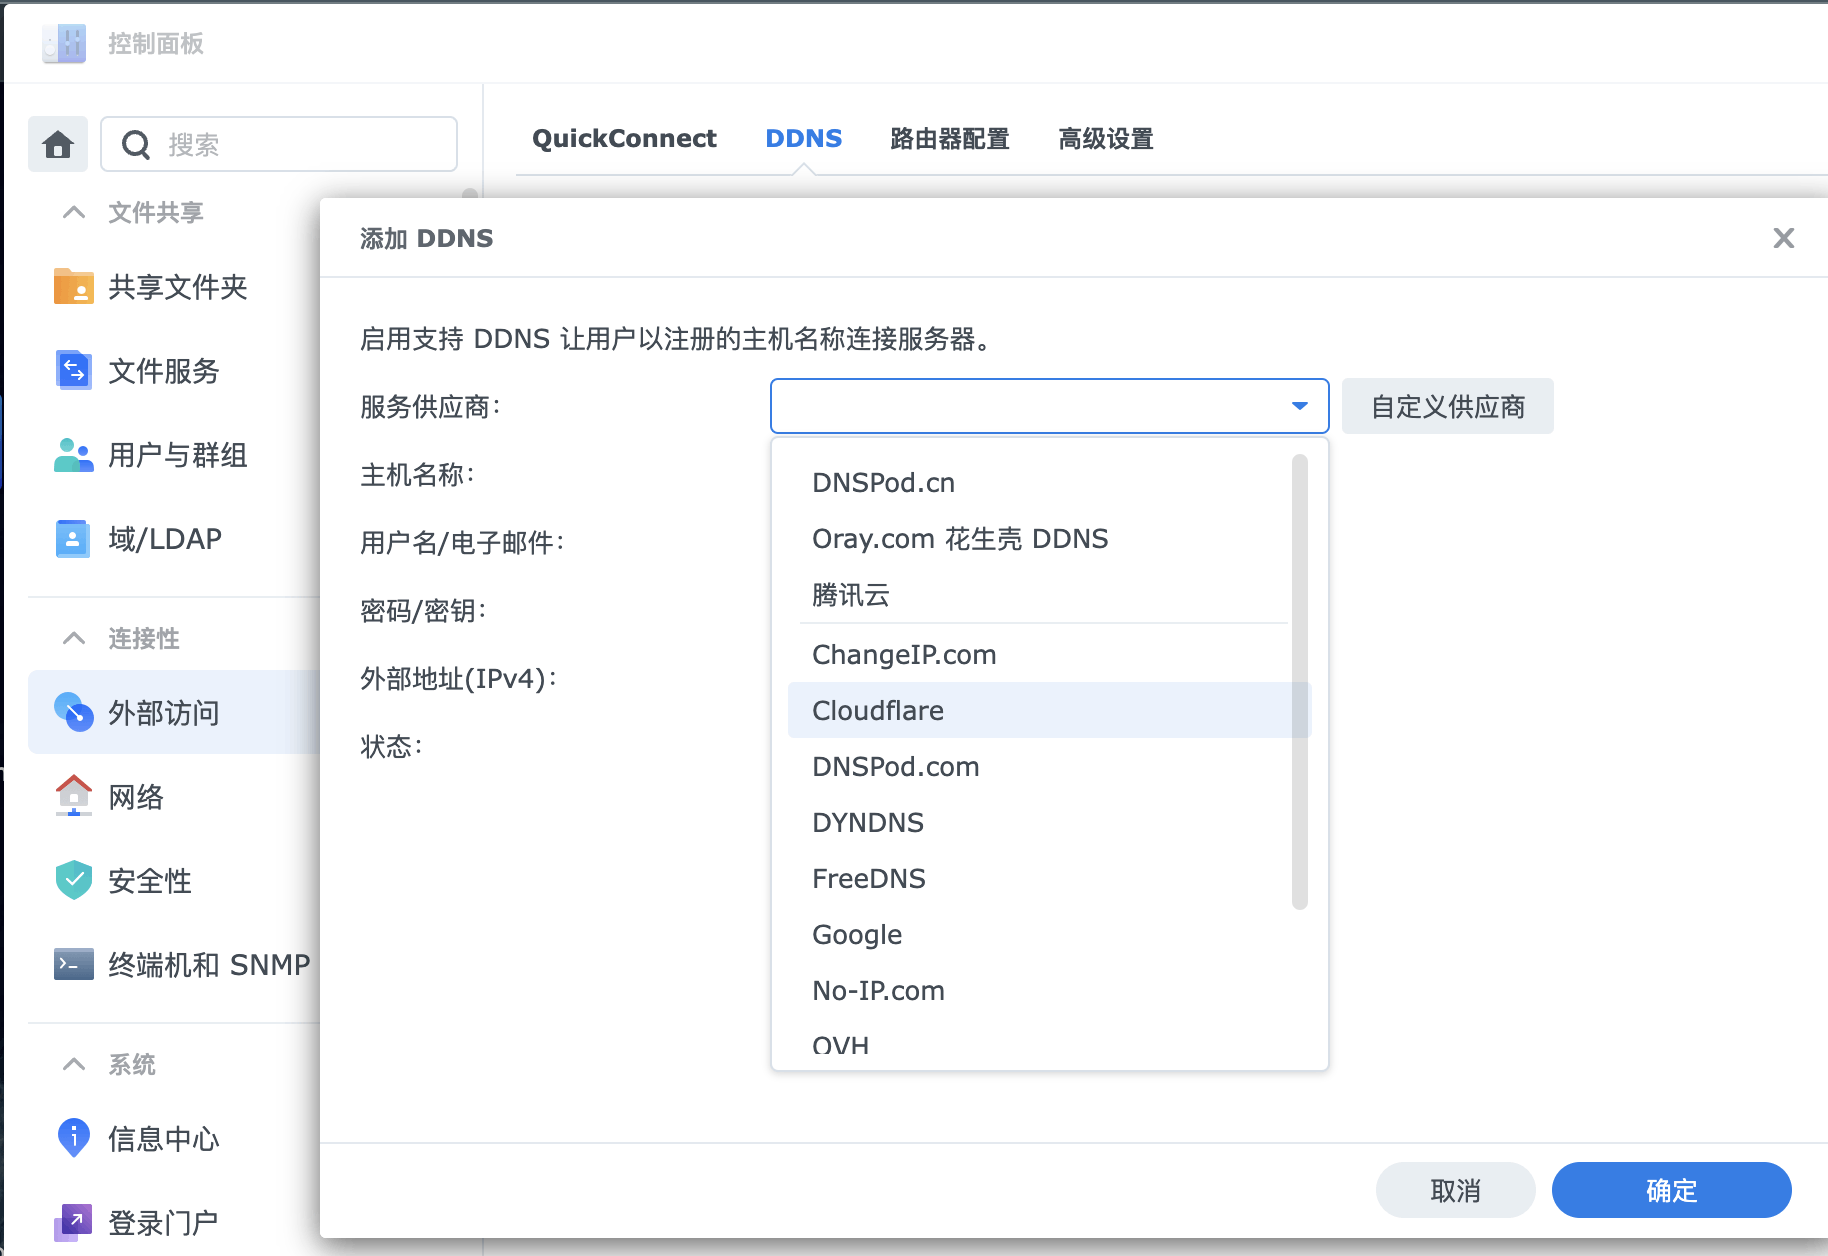 控制面板
搜索
QuickConnect DDNS 路由器配置 高级设置
文件共享
共享文件夹
文件服务
用户与群组
域/LDAP
连接性
外部访问
网络
安全性
终端机和 SNMP
系统
信息中心
登录门户
添加 DDNS
启用支持 DDNS 让用户以注册的主机名称连接服务器。
服务供应商:
自定义供应商
主机名称:
用户名/电子邮件:
密码/密钥:
外部地址(IPv4):
状态:
DNSPod.cn
Oray.com 花生壳 DDNS
腾讯云
ChangeIP.com
Cloudflare
DNSPod.com
DYNDNS
FreeDNS
Google
No-IP.com
OVH
取消 确定